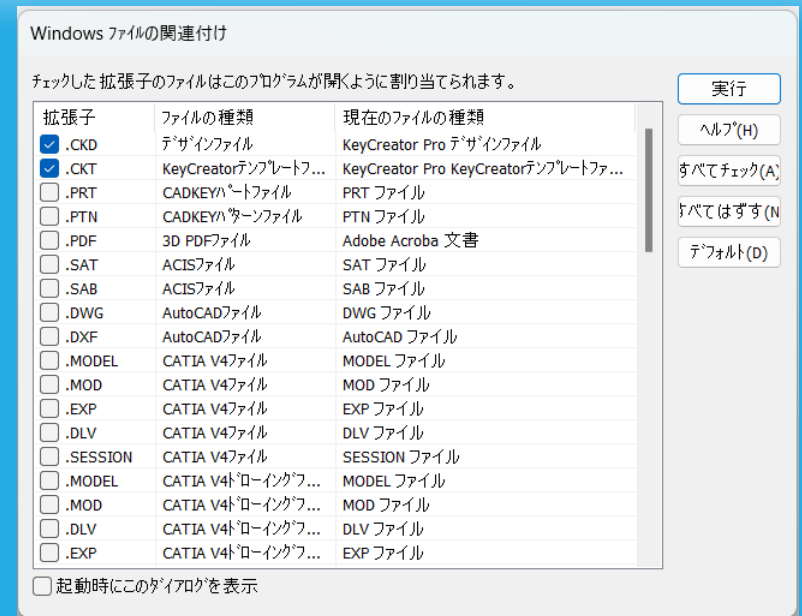 Windows ファイルの関連付け
チェックした拡張子のファイルはこのプログラムが開くように割り当てられます。
実行
ヘルプ(H)
すべてチェック(A)
すべてはずす(N
デフォルト(D)
拡張子 ファイルの種類 現在のファイルの種類
.CKD デザインファイル KeyCreator Pro デザインファイル
.CKT KeyCreatorテンプレートフ... KeyCreator Pro KeyCreatorテンプレートファ...
.PRT CADKEYパートファイル PRT ファイル
.PTN CADKEYパターンファイル PTN ファイル
.PDF 3D PDFファイル Adobe Acroba 文書
.SAT ACISファイル SAT ファイル
.SAB ACISファイル SAB ファイル
.DWG AutoCADファイル DWG ファイル
.DXF AutoCADファイル AutoCAD ファイル
.MODEL CATIA V4ファイル MODEL ファイル
.MOD CATIA V4ファイル MOD ファイル
.EXP CATIA V4ファイル EXP ファイル
.DLV CATIA V4ファイル DLV ファイル
.SESSION CATIA V4ファイル SESSION ファイル
.MODEL CATIA V4ドローイングフ... MODEL ファイル
.MOD CATIA V4ドローイングフ... MOD ファイル
.DLV CATIA V4ドローイングフ... DLV ファイル
.EXP CATIA V4ドローイングフ... EXP ファイル
起動時にこのダイアログを表示